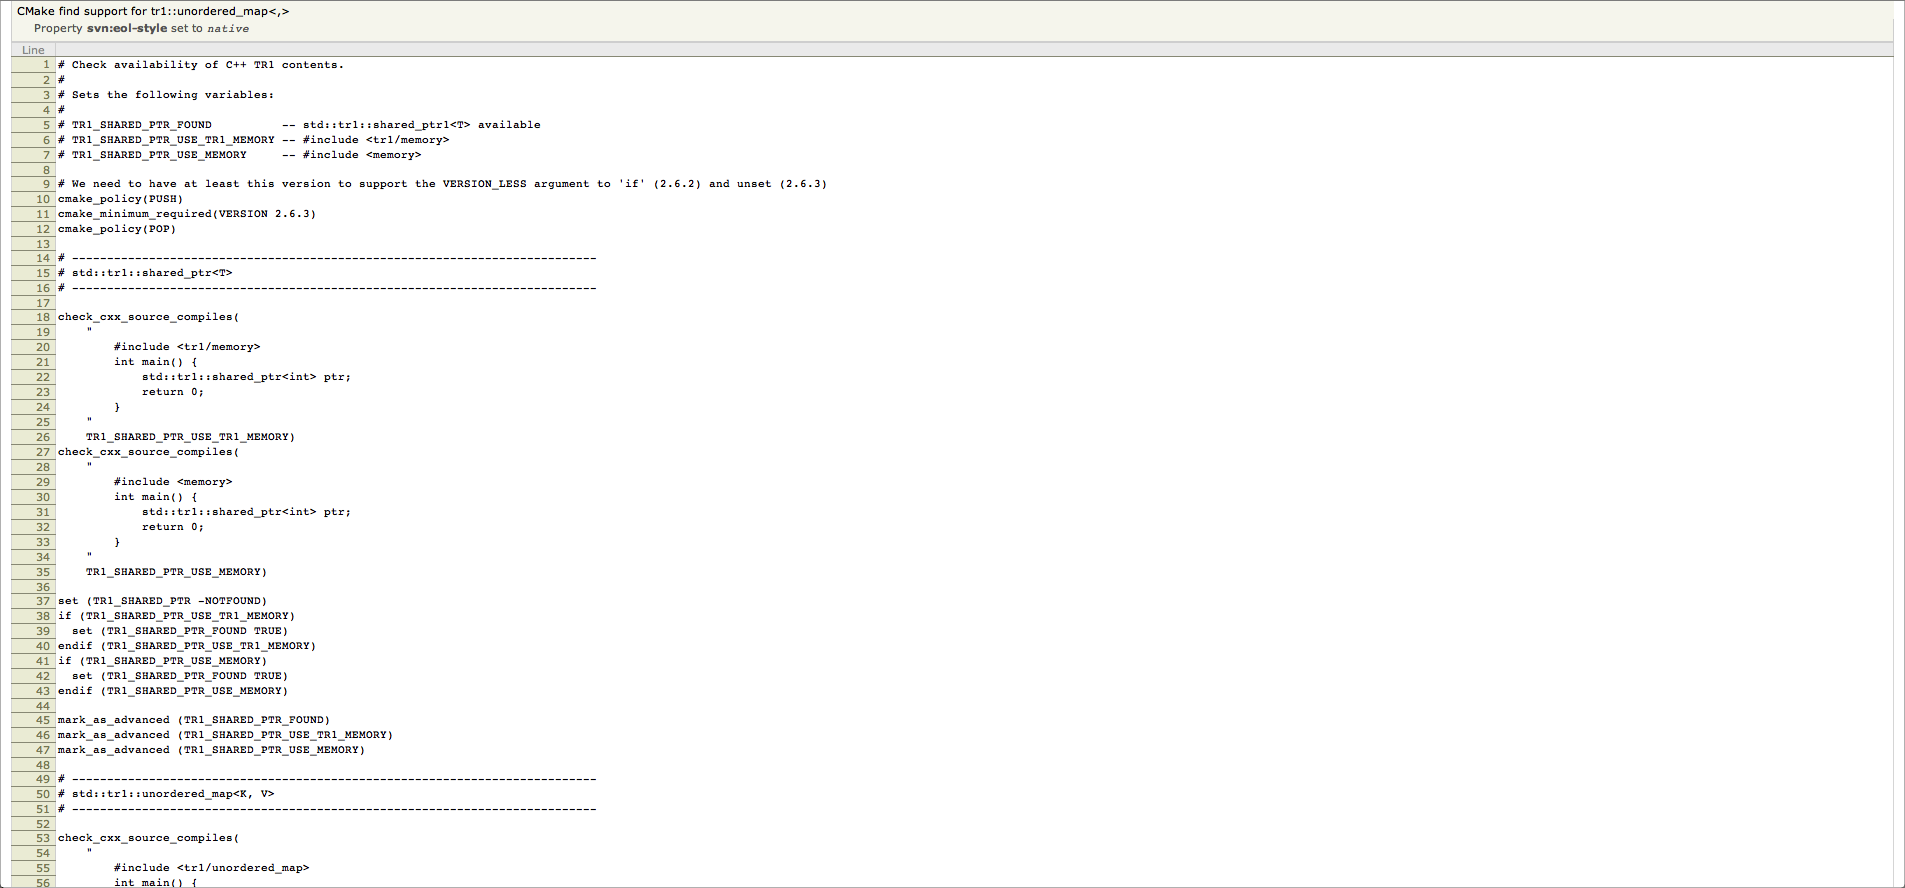 CMake find support for tr1::unordered_map<,>
Property svn:eol-style set to native
Line
1 # Check availability of C++ TR1 contents.
2 #
3 # Sets the following variables:
4 #
5 # TR1_SHARED_PTR_FOUND          -- std::tr1::shared_ptr1<T> available
6 # TR1_SHARED_PTR_USE_TR1_MEMORY -- #include <tr1/memory>
7 # TR1_SHARED_PTR_USE_MEMORY     -- #include <memory>
8
9 # We need to have at least this version to support the VERSION_LESS argument to 'if' (2.6.2) and unset (2.6.3)
10 cmake_policy(PUSH)
11 cmake_minimum_required(VERSION 2.6.3)
12 cmake_policy(POP)
13
14 # ---------------------------------------------------------------------------
15 # std::tr1::shared_ptr<T>
16 # ---------------------------------------------------------------------------
17
18 check_cxx_source_compiles(
19     "
20         #include <tr1/memory>
21         int main() {
22             std::tr1::shared_ptr<int> ptr;
23             return 0;
24         }
25     "
26     TR1_SHARED_PTR_USE_TR1_MEMORY)
27 check_cxx_source_compiles(
28     "
29         #include <memory>
30         int main() {
31             std::tr1::shared_ptr<int> ptr;
32             return 0;
33         }
34     "
35     TR1_SHARED_PTR_USE_MEMORY)
36
37 set (TR1_SHARED_PTR -NOTFOUND)
38 if (TR1_SHARED_PTR_USE_TR1_MEMORY)
39   set (TR1_SHARED_PTR_FOUND TRUE)
40 endif (TR1_SHARED_PTR_USE_TR1_MEMORY)
41 if (TR1_SHARED_PTR_USE_MEMORY)
42   set (TR1_SHARED_PTR_FOUND TRUE)
43 endif (TR1_SHARED_PTR_USE_MEMORY)
44
45 mark_as_advanced (TR1_SHARED_PTR_FOUND)
46 mark_as_advanced (TR1_SHARED_PTR_USE_TR1_MEMORY)
47 mark_as_advanced (TR1_SHARED_PTR_USE_MEMORY)
48
49 # ---------------------------------------------------------------------------
50 # std::tr1::unordered_map<K, V>
51 # ---------------------------------------------------------------------------
52
53 check_cxx_source_compiles(
54     "
55         #include <tr1/unordered_map>
56         int main() {